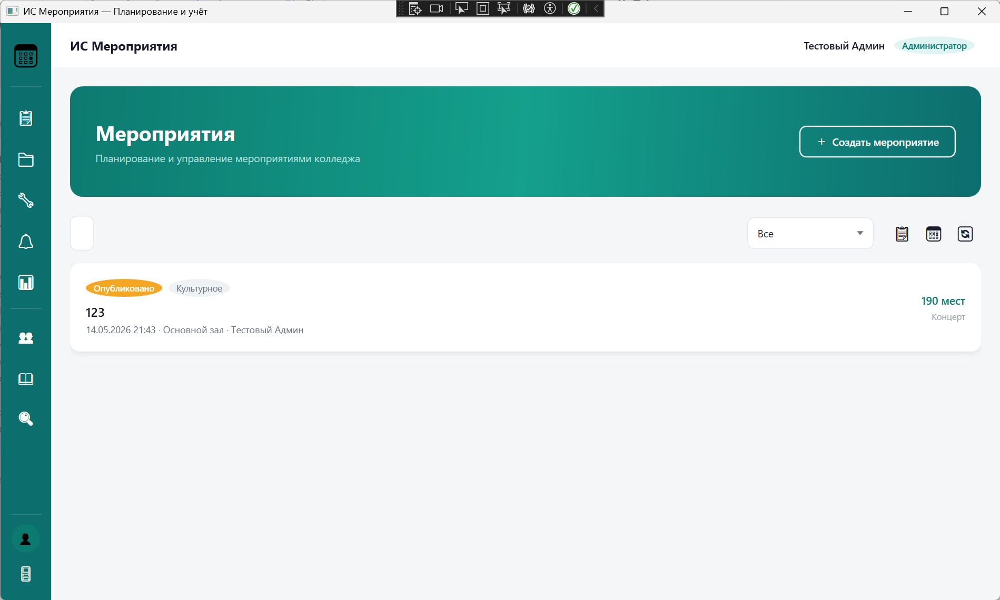 ИС Мероприятия — Планирование и учёт
ИС Мероприятия
Тестовый Админ
Администратор
Мероприятия
Планирование и управление мероприятиями колледжа
+ Создать мероприятие
Все
Опубликовано
Культурное
123
14.05.2026 21:43 · Основной зал · Тестовый Админ
190 мест
Концерт